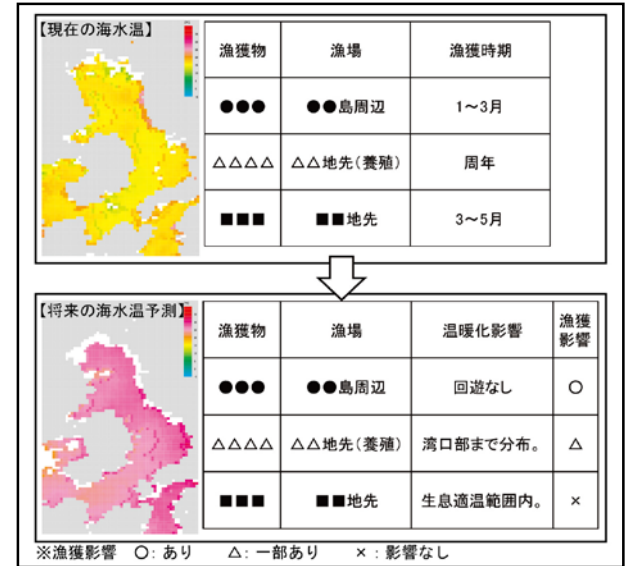 【現在の海水温】
漁獲物 漁場 漁獲時期
●●● ●●島周辺 1～3月
△△△△ △△地先(養殖) 周年
■■■ ■■地先 3～5月
【将来の海水温予測】
漁獲物 漁場 温暖化影響 漁獲
影響
●●● ●●島周辺 回遊なし ○
△△△△ △△地先(養殖) 湾口部まで分布。 △
■■■ ■■地先 生息適温範囲内。 ×
※漁獲影響 ○: あり △: 一部あり ×: 影響なし